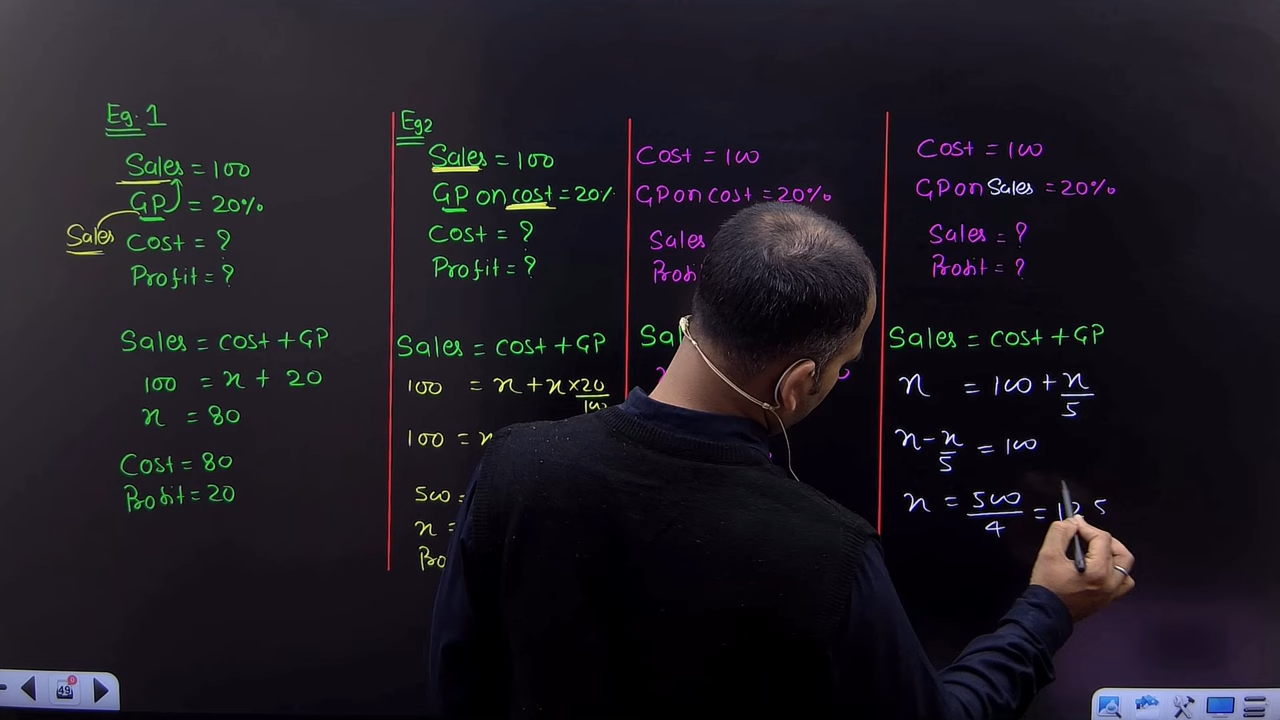 Eg. 1
Sales = 100
GP = 20%
Sales
Cost = ?
Profit = ?
Sales = cost + GP
100 = x + 20
x = 80
Cost = 80
Profit = 20
Eg2
Sales = 100
GP on cost = 20%
Cost = ?
Profit = ?
Sales = cost + GP
100 = x + x × 20/100
100 =
500 =
x =
Cost = 100
GP on cost = 20%
Sales
Cost = 100
GP on Sales = 20%
Sales = ?
Profit = ?
Sales = cost + GP
x = 100 + x/5
x - x/5 = 100
x = 500/4 = 125
49